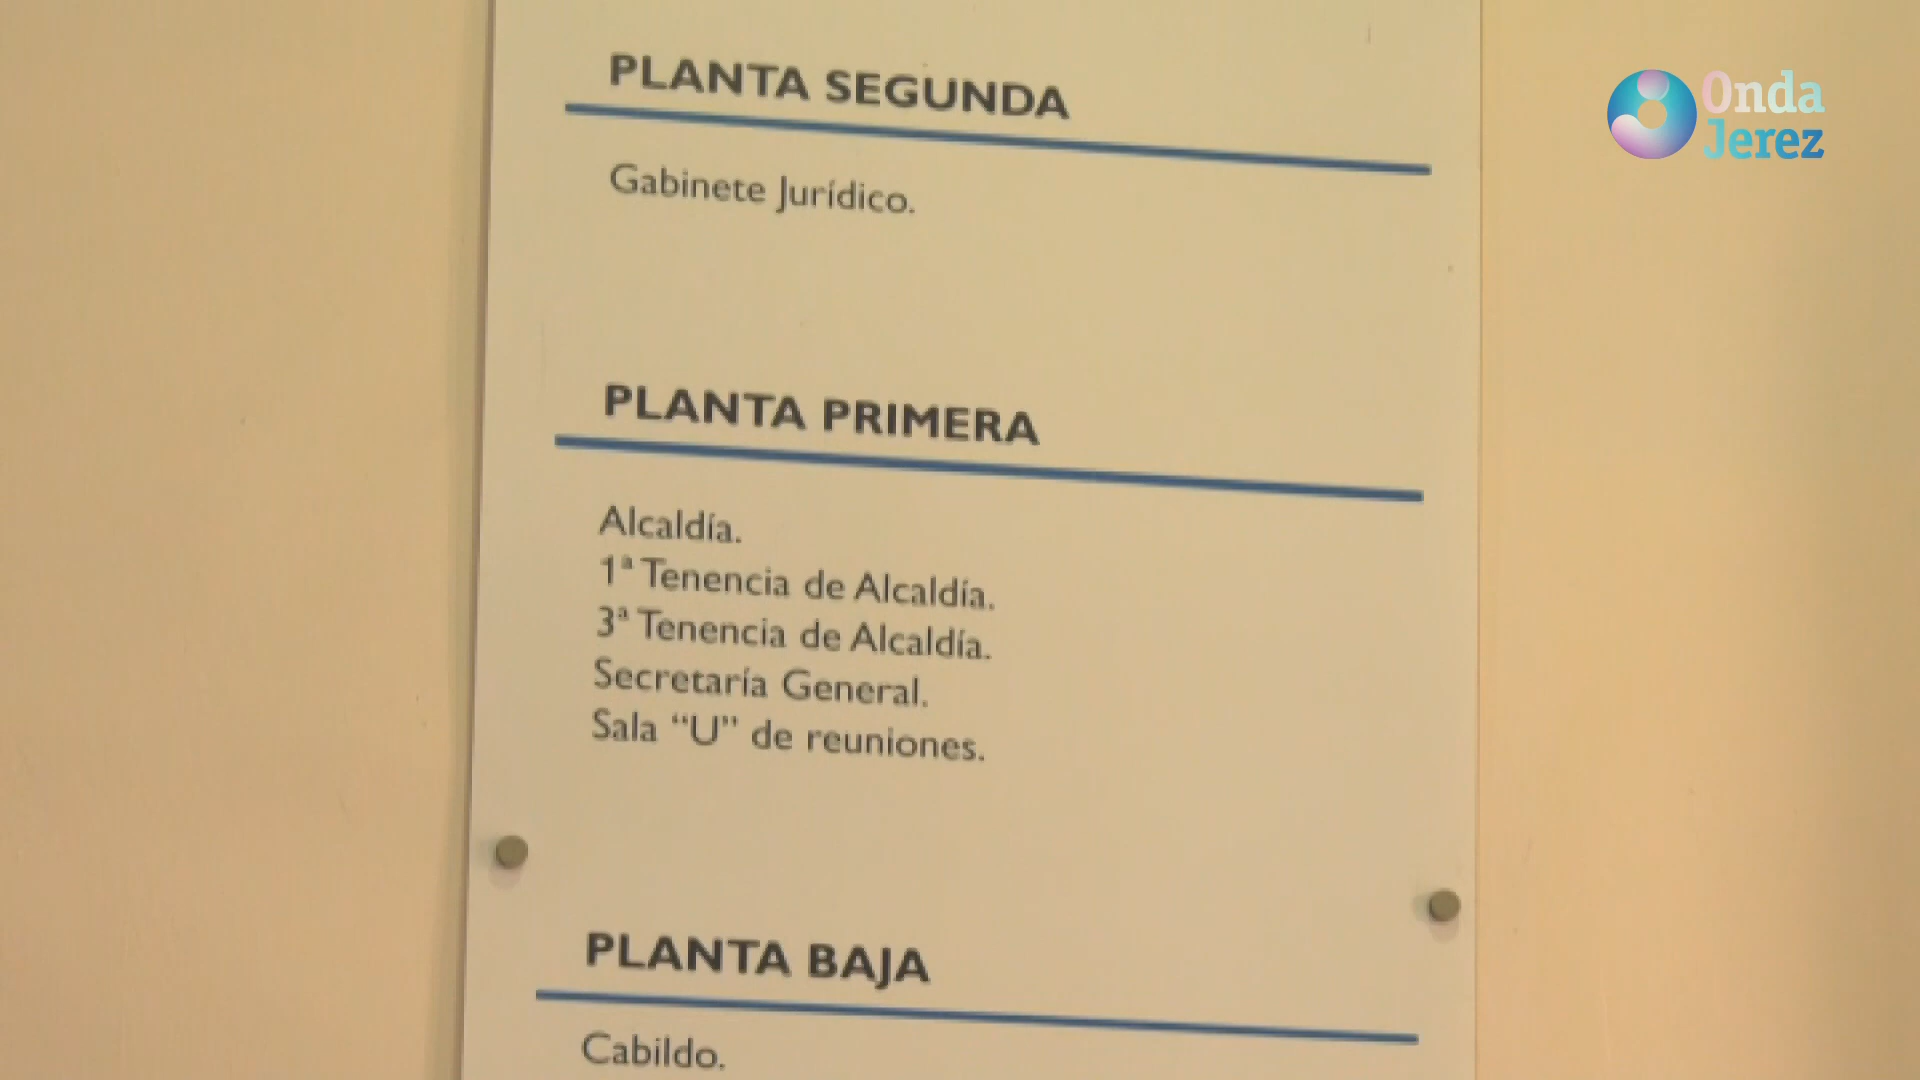 PLANTA SEGUNDA
Gabinete Jurídico.
PLANTA PRIMERA
Alcaldía.
1ª Tenencia de Alcaldía.
3ª Tenencia de Alcaldía.
Secretaría General.
Sala “U” de reuniones.
PLANTA BAJA
Cabildo.
Onda
Jerez